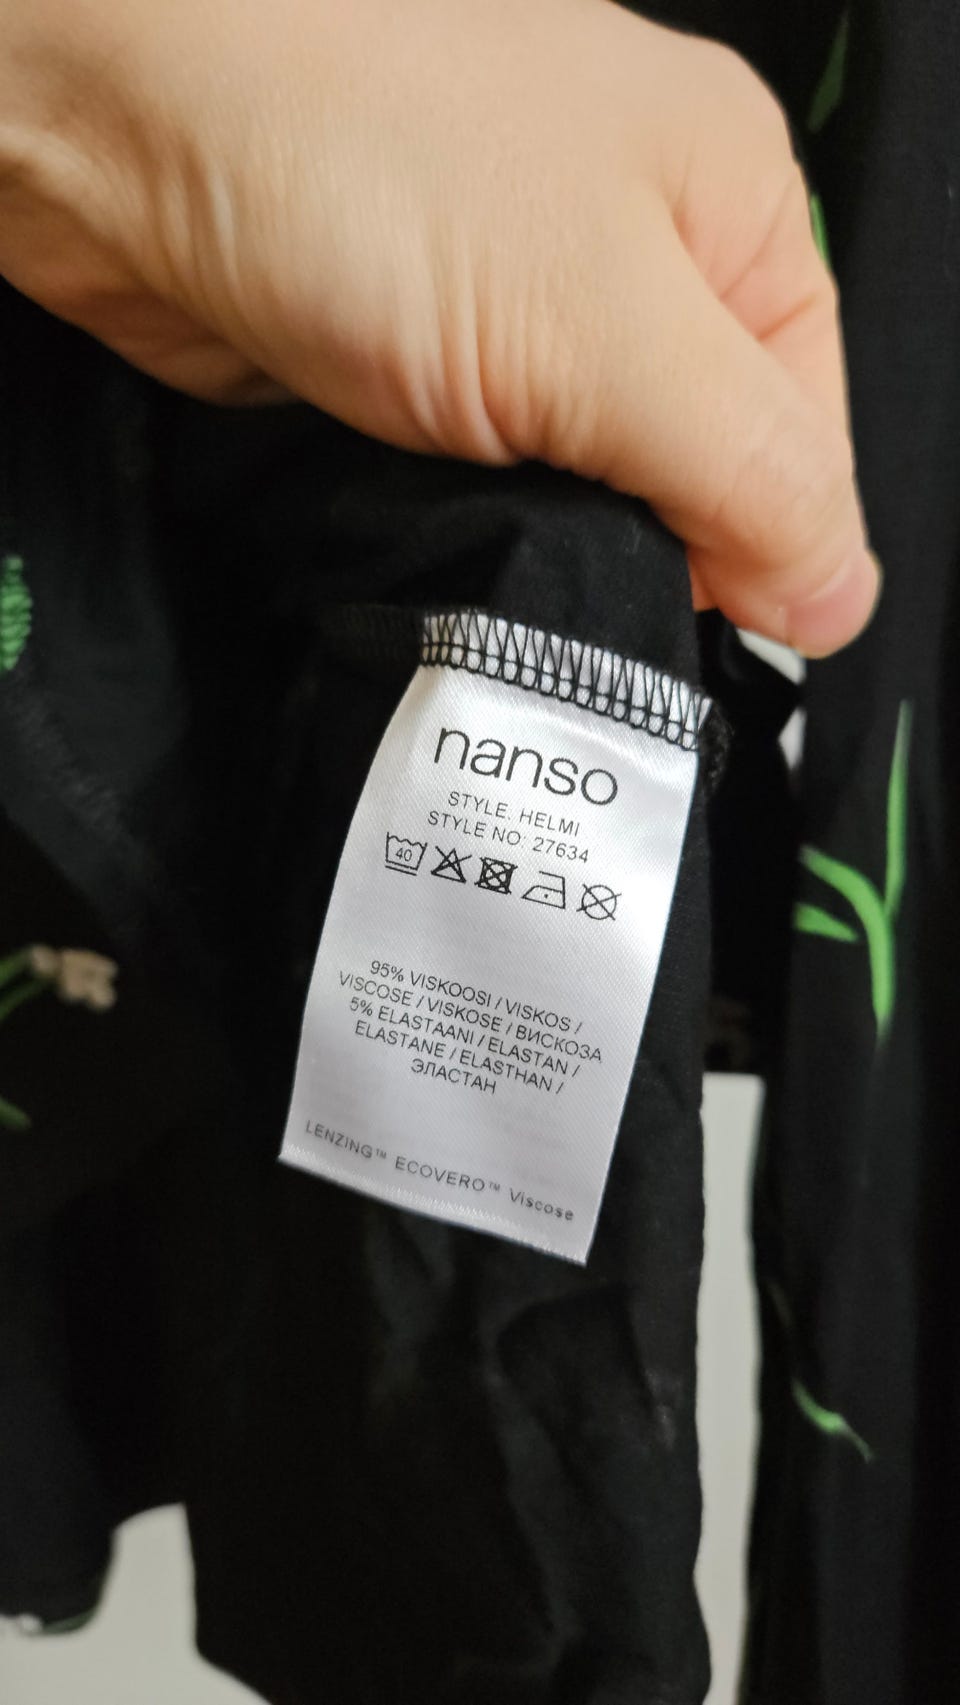 nanso
STYLE. HELMI
STYLE NO: 27634
40
95% VISKOOSI / VISKOS /
VISCOSE / VISKOSE / ВИСКОЗА
5% ELASTAANI / ELASTAN /
ELASTANE / ELASTHAN /
ЭЛАСТАН
LENZING™ ECOVERO™ Viscose